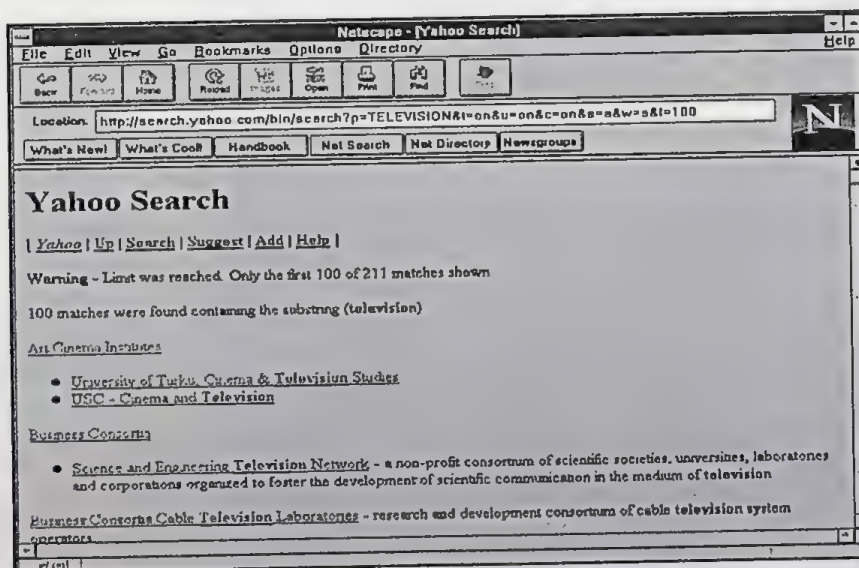 Netscape - [Yahoo Search]
File Edit View Go Bookmarks Options Directory Help
Back Forward Home Reload Images Open Print Find
Location: http://search.yahoo.com/bin/search?p=TELEVISION&t=on&u=on&c=on&s=a&w=s&l=100
N
What's New! What's Cool! Handbook Net Search Net Directory Newsgroups
Yahoo Search
[ Yahoo | Up | Search | Suggest | Add | Help ]
Warning - Limit was reached. Only the first 100 of 211 matches shown
100 matches were found containing the substring (television)
Art Cinema Institutes
• University of Turku, Cinema & Television Studies
• USC - Cinema and Television
Business Consortia
• Science and Engineering Television Network - a non-profit consortium of scientific societies, universities, laboratories
and corporations organized to foster the development of scientific communication in the medium of television
Business Consortia Cable Television Laboratories - research and development consortium of cable television system
operators